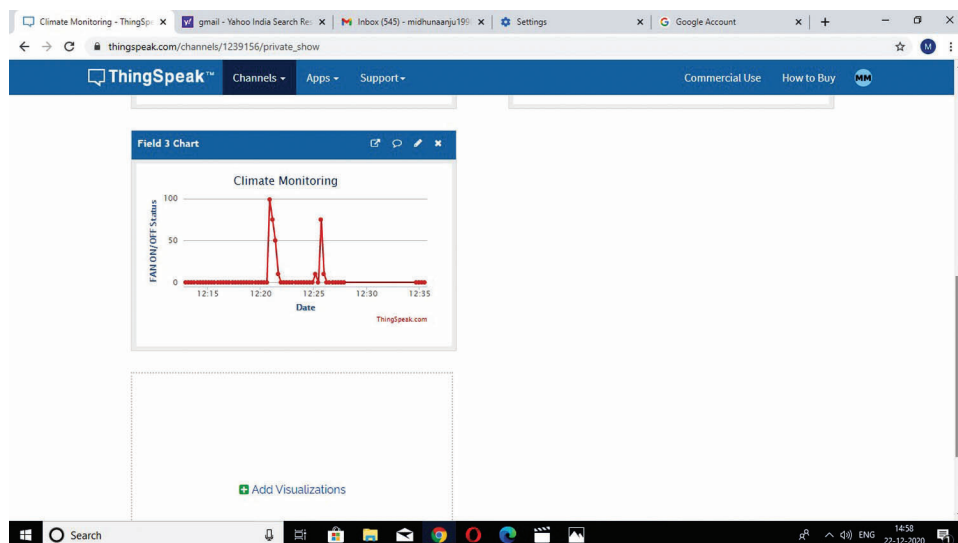 Climate Monitoring - ThingSp
gmail - Yahoo India Search Re
Inbox (545) - midhunaanju199
Settings
Google Account
thingspeak.com/channels/1239156/private_show
M
ThingSpeak™
Channels
Apps
Support
Commercial Use
How to Buy
MM
Field 3 Chart
Climate Monitoring
FAN ON/OFF Status
100
50
0
12:15 12:20 12:25 12:30 12:35
Date
ThingSpeak.com
Add Visualizations
Search
ENG
14:58
22-12-2020